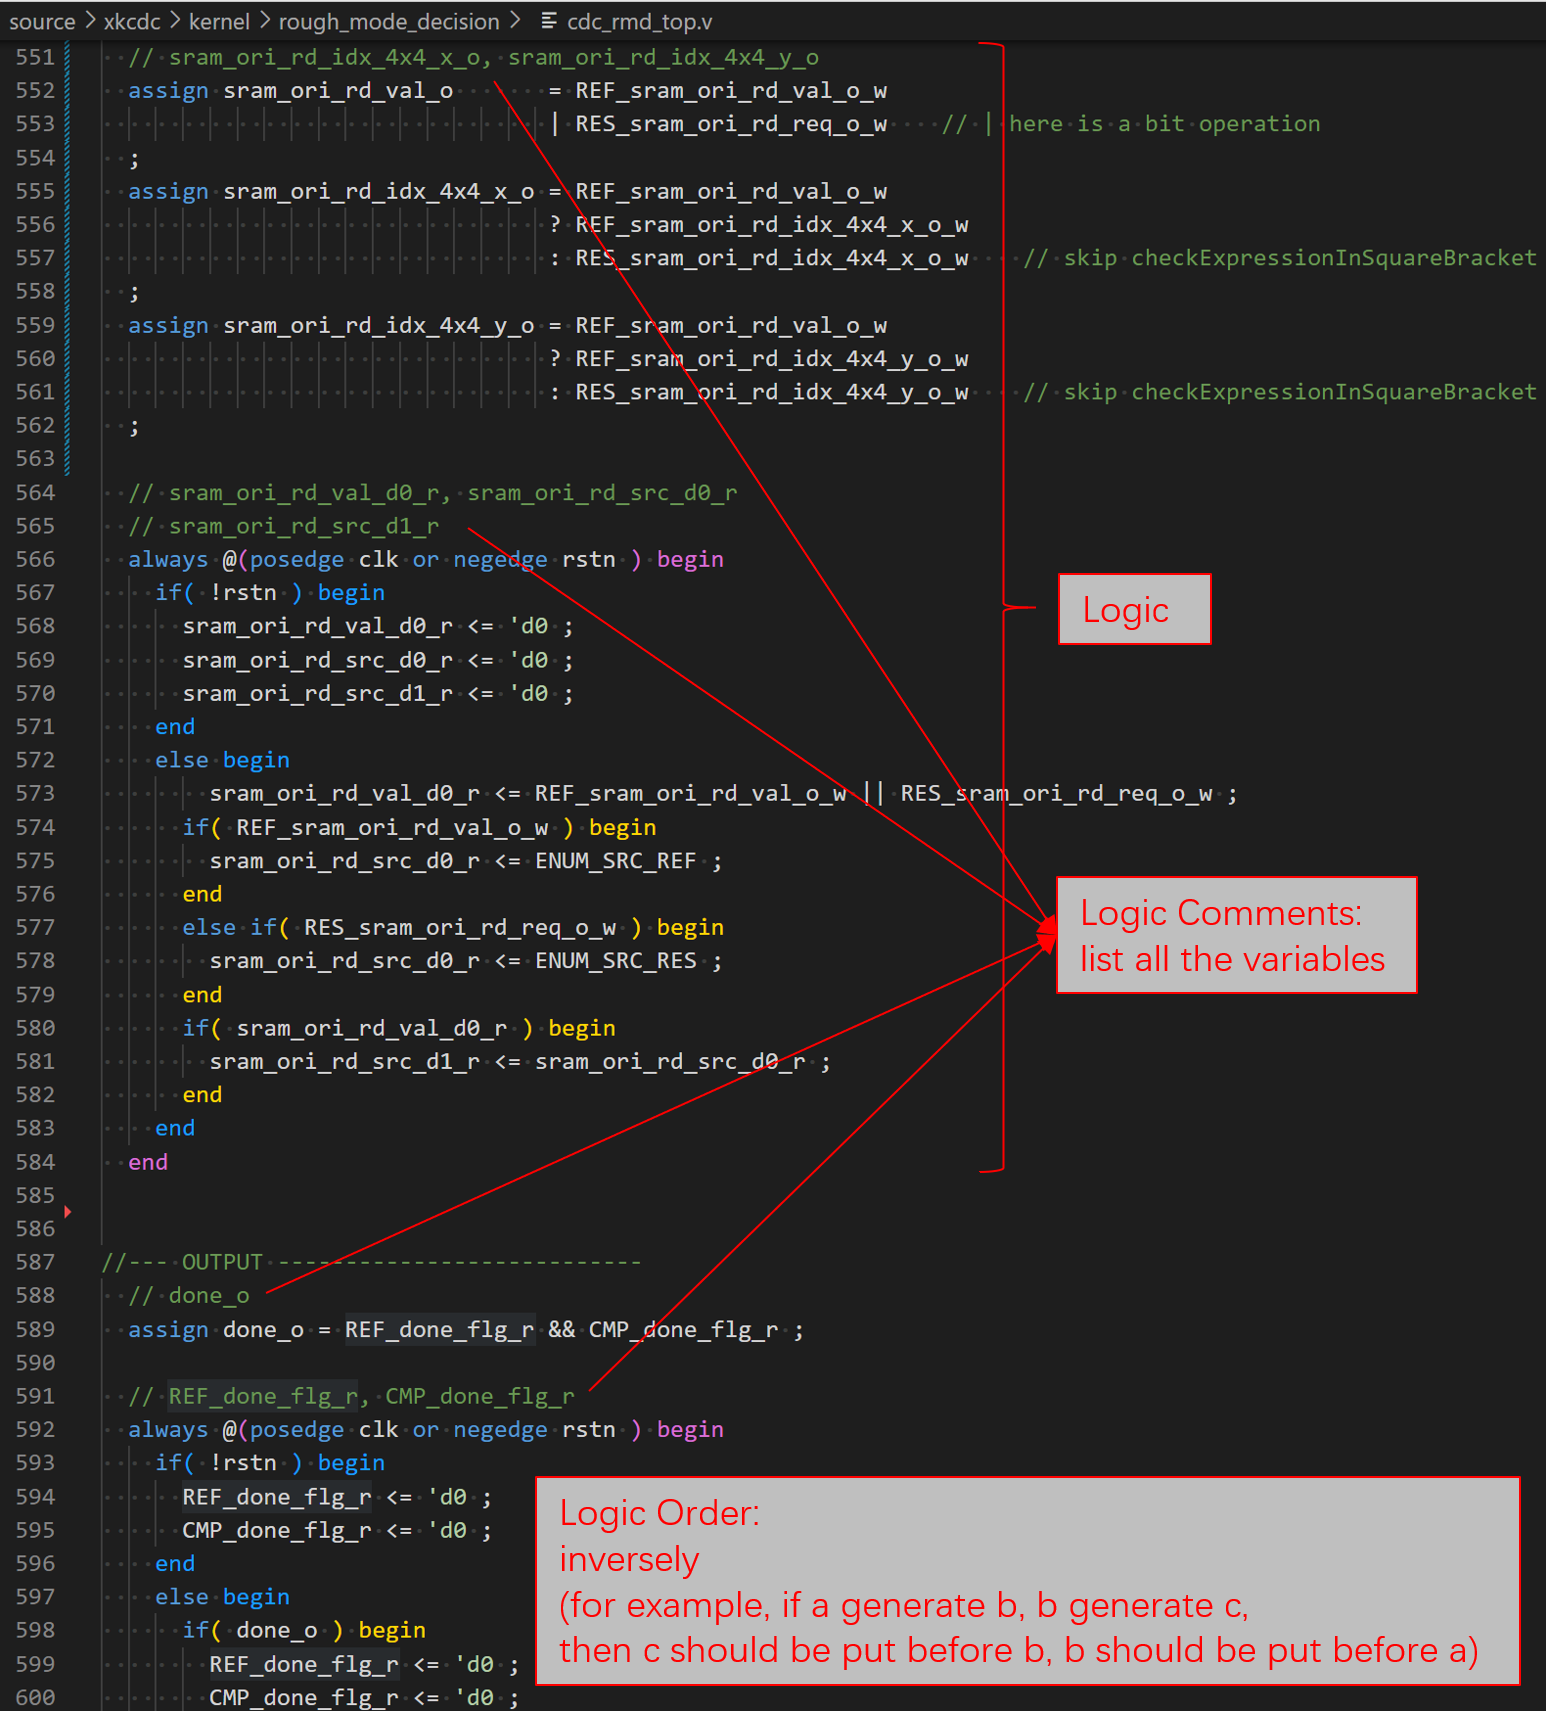 source > xkcdc > kernel > rough_mode_decision > cdc_rmd_top.v
551 // sram_ori_rd_idx_4x4_x_o, sram_ori_rd_idx_4x4_y_o
552 assign sram_ori_rd_val_o = REF_sram_ori_rd_val_o_w
553 | RES_sram_ori_rd_req_o_w // | here is a bit operation
554 ;
555 assign sram_ori_rd_idx_4x4_x_o = REF_sram_ori_rd_val_o_w
556 ? REF_sram_ori_rd_idx_4x4_x_o_w
557 : RES_sram_ori_rd_idx_4x4_x_o_w // skip checkExpressionInSquareBracket
558 ;
559 assign sram_ori_rd_idx_4x4_y_o = REF_sram_ori_rd_val_o_w
560 ? REF_sram_ori_rd_idx_4x4_y_o_w
561 : RES_sram_ori_rd_idx_4x4_y_o_w // skip checkExpressionInSquareBracket
562 ;
563
564 // sram_ori_rd_val_d0_r, sram_ori_rd_src_d0_r
565 // sram_ori_rd_src_d1_r
566 always @(posedge clk or negedge rstn ) begin
567 if( !rstn ) begin
Logic
568 sram_ori_rd_val_d0_r <= 'd0 ;
569 sram_ori_rd_src_d0_r <= 'd0 ;
570 sram_ori_rd_src_d1_r <= 'd0 ;
571 end
572 else begin
573 sram_ori_rd_val_d0_r <= REF_sram_ori_rd_val_o_w || RES_sram_ori_rd_req_o_w ;
574 if( REF_sram_ori_rd_val_o_w ) begin
575 sram_ori_rd_src_d0_r <= ENUM_SRC_REF ;
576 end
577 else if( RES_sram_ori_rd_req_o_w ) begin
578 sram_ori_rd_src_d0_r <= ENUM_SRC_RES ;
Logic Comments:
list all the variables
579 end
580 if( sram_ori_rd_val_d0_r ) begin
581 sram_ori_rd_src_d1_r <= sram_ori_rd_src_d0_r ;
582 end
583 end
584 end
585
586
587 //--- OUTPUT ---------------------------
588 // done_o
589 assign done_o = REF_done_flg_r && CMP_done_flg_r ;
590
591 // REF_done_flg_r, CMP_done_flg_r
592 always @(posedge clk or negedge rstn ) begin
593 if( !rstn ) begin
594 REF_done_flg_r <= 'd0 ;
595 CMP_done_flg_r <= 'd0 ;
596 end
597 else begin
598 if( done_o ) begin
599 REF_done_flg_r <= 'd0 ;
600 CMP_done_flg_r <= 'd0 ;
Logic Order:
inversely
(for example, if a generate b, b generate c,
then c should be put before b, b should be put before a)